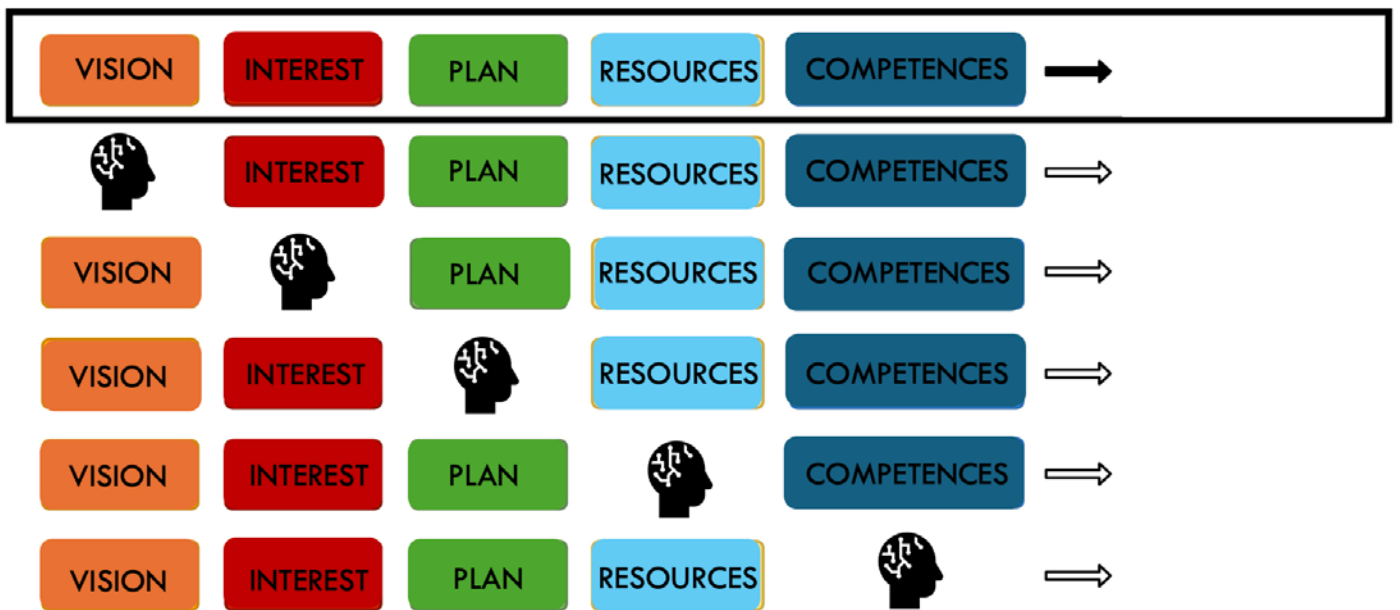 VISION INTEREST PLAN RESOURCES COMPETENCES
INTEREST PLAN RESOURCES COMPETENCES
VISION PLAN RESOURCES COMPETENCES
VISION INTEREST RESOURCES COMPETENCES
VISION INTEREST PLAN COMPETENCES
VISION INTEREST PLAN RESOURCES